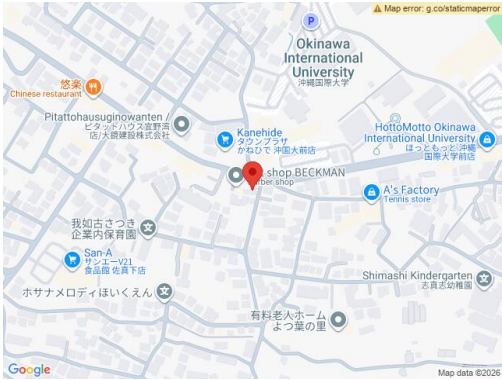 Map error: g.co/staticmaperror
P
Okinawa
International
University
沖縄国際大学
悠楽
Chinese restaurant
Pitattohausuginowanten /
ピタットハウス宜野湾
店/大鏡建設株式会社
Kanehide
タウンプラザ
かねひで 沖国大前店
HottoMotto Okinawa
International University
ほっともっと 沖縄
国際大学前店
shop.BECKMAN
ber shop
A's Factory
Tennis store
我如古さつき
企業内保育園
San-A
サンエーV21
食品館 佐真下店
Shimashi Kindergarten
志真志幼稚園
ホサナメロディほいくえん
有料老人ホーム
よつ葉の里
Google
Map data ©2026